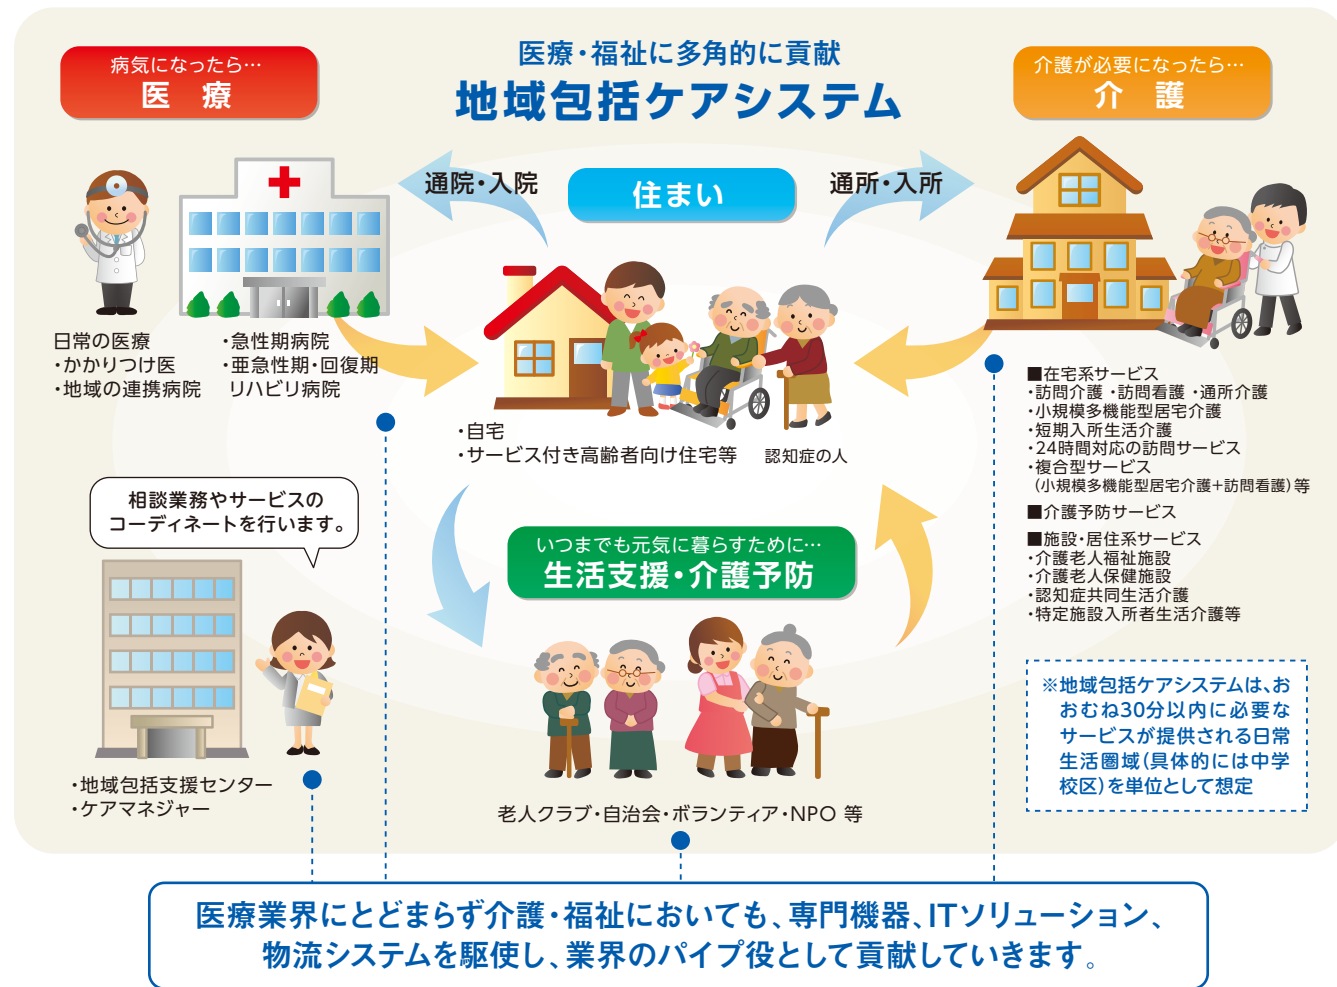 医療・福祉に多角的に貢献
地域包括ケアシステム
病気になったら…
医 療
介護が必要になったら…
介 護
通院・入院
住まい
通所・入所
日常の医療
・かかりつけ医
・地域の連携病院
・急性期病院
・亜急性期・回復期
リハビリ病院
・自宅
・サービス付き高齢者向け住宅等
認知症の人
■在宅系サービス
・訪問介護 ・訪問看護 ・通所介護
・小規模多機能型居宅介護
・短期入所生活介護
・24時間対応の訪問サービス
・複合型サービス
（小規模多機能型居宅介護+訪問看護）等
■介護予防サービス
■施設・居住系サービス
・介護老人福祉施設
・介護老人保健施設
・認知症共同生活介護
・特定施設入所者生活介護等
相談業務やサービスの
コーディネートを行います。
いつまでも元気に暮らすために…
生活支援・介護予防
・地域包括支援センター
・ケアマネジャー
老人クラブ・自治会・ボランティア・NPO 等
※地域包括ケアシステムは、お
おむね30分以内に必要な
サービスが提供される日常
生活圏域（具体的には中学
校区）を単位として想定
医療業界にとどまらず介護・福祉においても、専門機器、ITソリューション、
物流システムを駆使し、業界のパイプ役として貢献していきます。